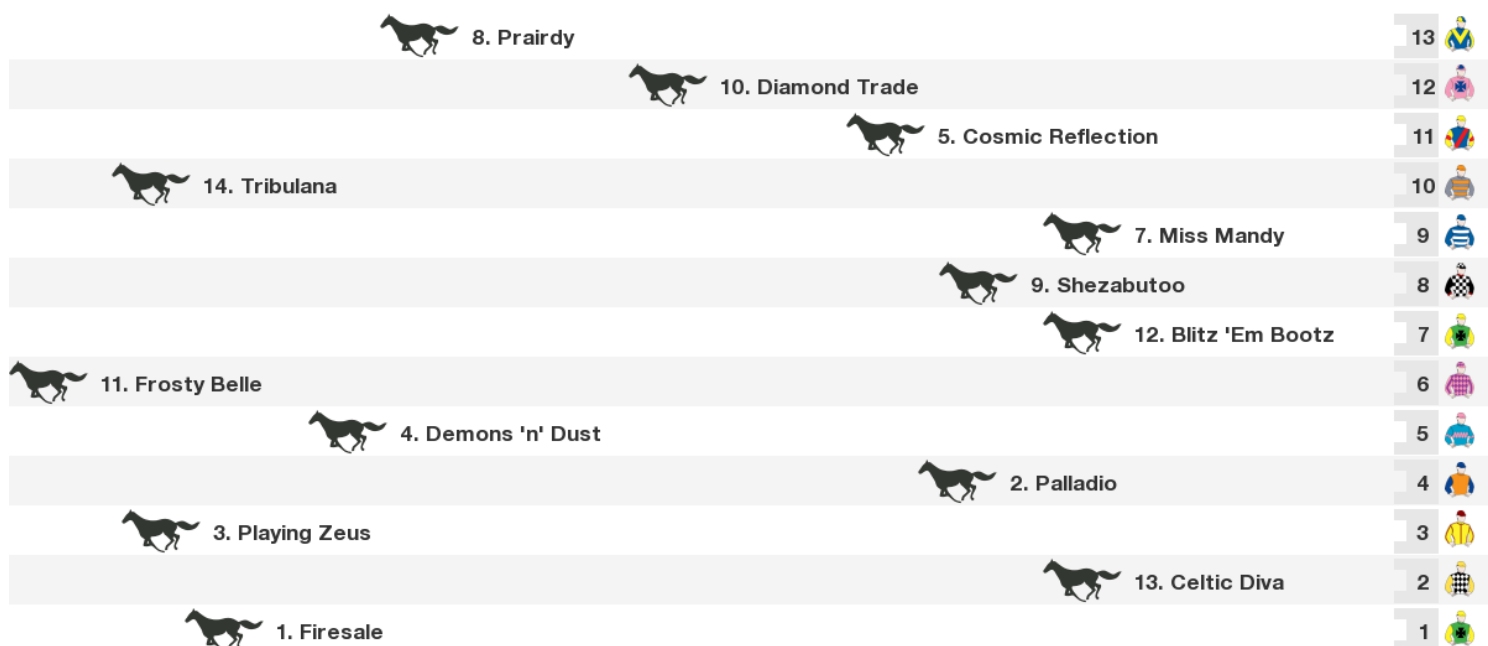 8. Prairdy 13
10. Diamond Trade 12
5. Cosmic Reflection 11
14. Tribulana 10
7. Miss Mandy 9
9. Shezabutoo 8
12. Blitz 'Em Bootz 7
11. Frosty Belle 6
4. Demons 'n' Dust 5
2. Palladio 4
3. Playing Zeus 3
13. Celtic Diva 2
1. Firesale 1